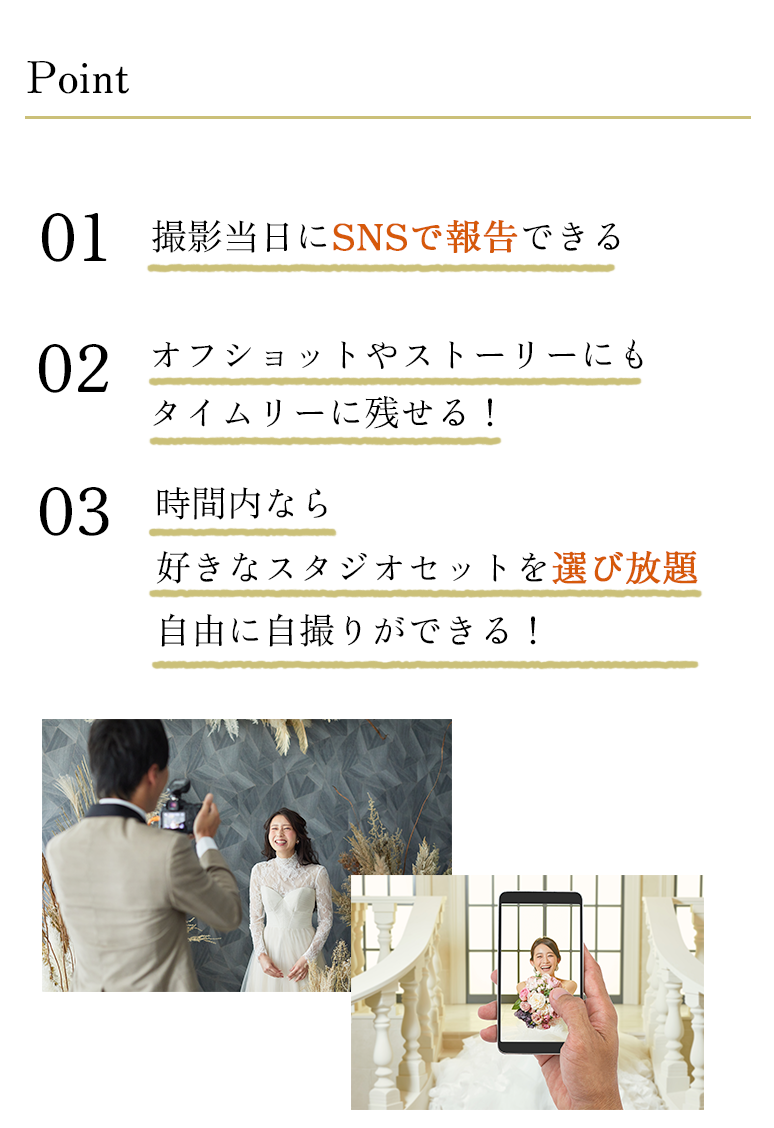 Point
01
撮影当日にSNSで報告できる
02
オフショットやストーリーにも
タイムリーに残せる！
03
時間内なら
好きなスタジオセットを選び放題
自由に自撮りができる！